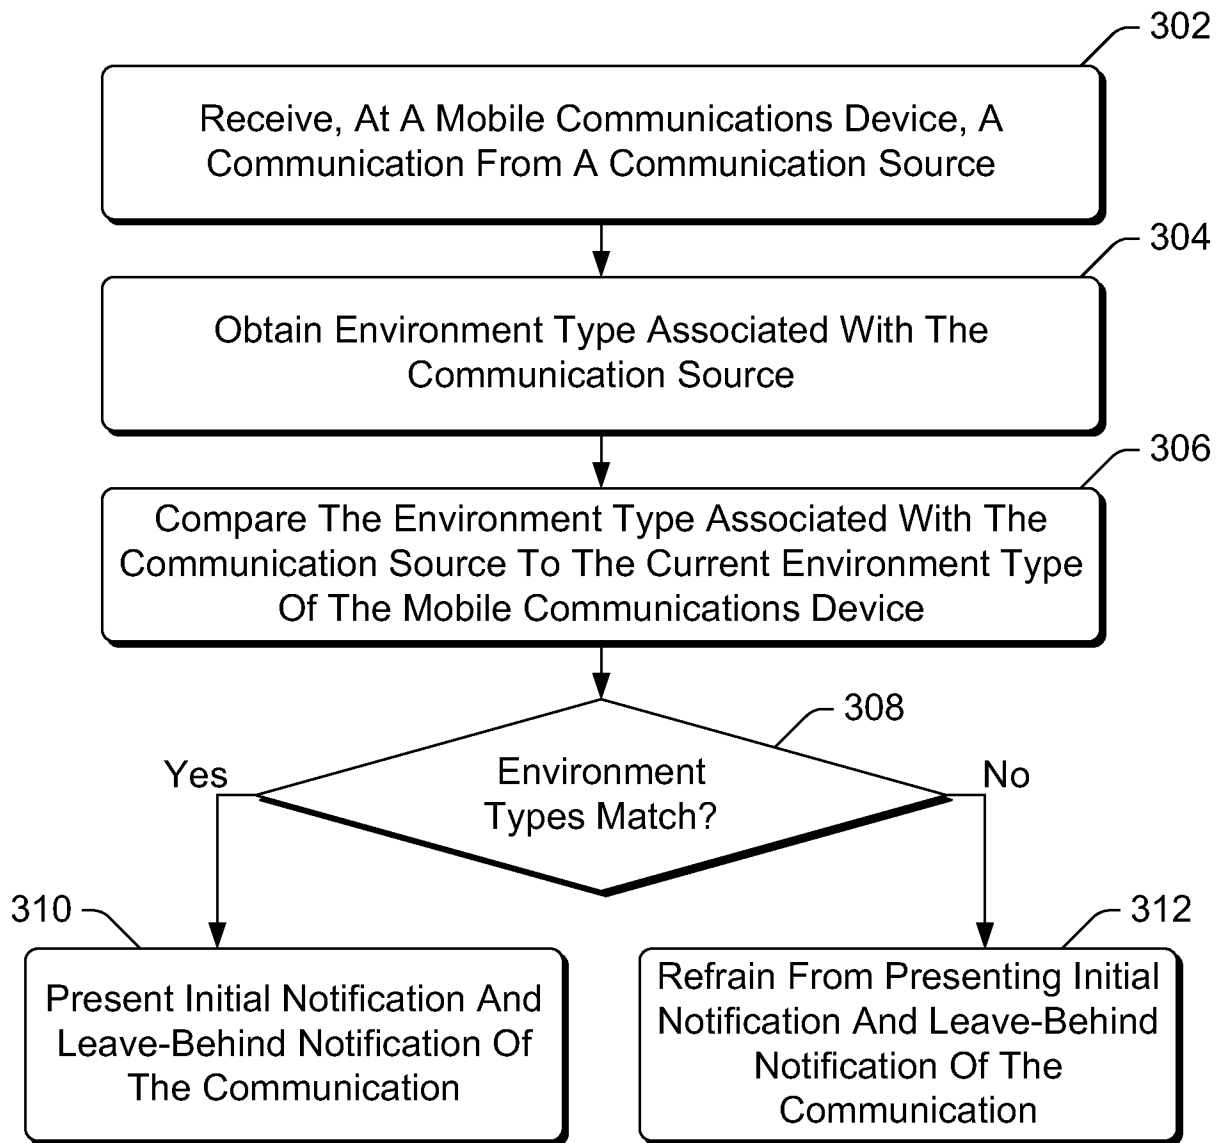 302
Receive, At A Mobile Communications Device, A
Communication From A Communication Source
304
Obtain Environment Type Associated With The
Communication Source
306
Compare The Environment Type Associated With The
Communication Source To The Current Environment Type
Of The Mobile Communications Device
308
Yes
Environment
Types Match?
No
310
Present Initial Notification And
Leave-Behind Notification Of
The Communication
312
Refrain From Presenting Initial
Notification And Leave-Behind
Notification Of The
Communication